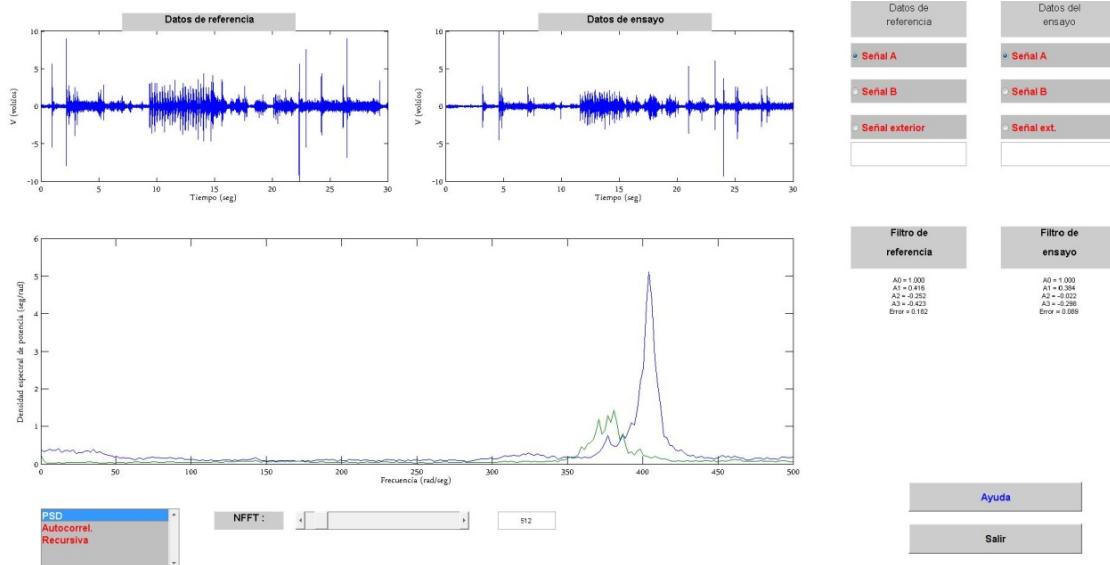 Datos de referencia
10
5
0
-5
-10
V (voltios)
0 5 10 15 20 25 30
Tiempo (seg)
Datos de ensayo
10
5
0
-5
-10
V (voltios)
0 5 10 15 20 25 30
Tiempo (seg)
Datos de
referencia
Señal A
Señal B
Señal exterior
Datos del
ensayo
Señal A
Señal B
Señal ext.
6
5
4
3
2
1
0
Densidad espectral de potencia (seg/rad)
0 50 100 150 200 250 300 350 400 450 500
Frecuencia (rad/seg)
Filtro de
referencia
A0 = 1.000
A1 = 0.416
A2 = -0.252
A3 = -0.423
Error = 0.182
Filtro de
ensayo
A0 = 1.000
A1 = 0.384
A2 = -0.022
A3 = -0.298
Error = 0.089
PSD
Autocorrel.
Recursiva
NFFT :
512
Ayuda
Salir